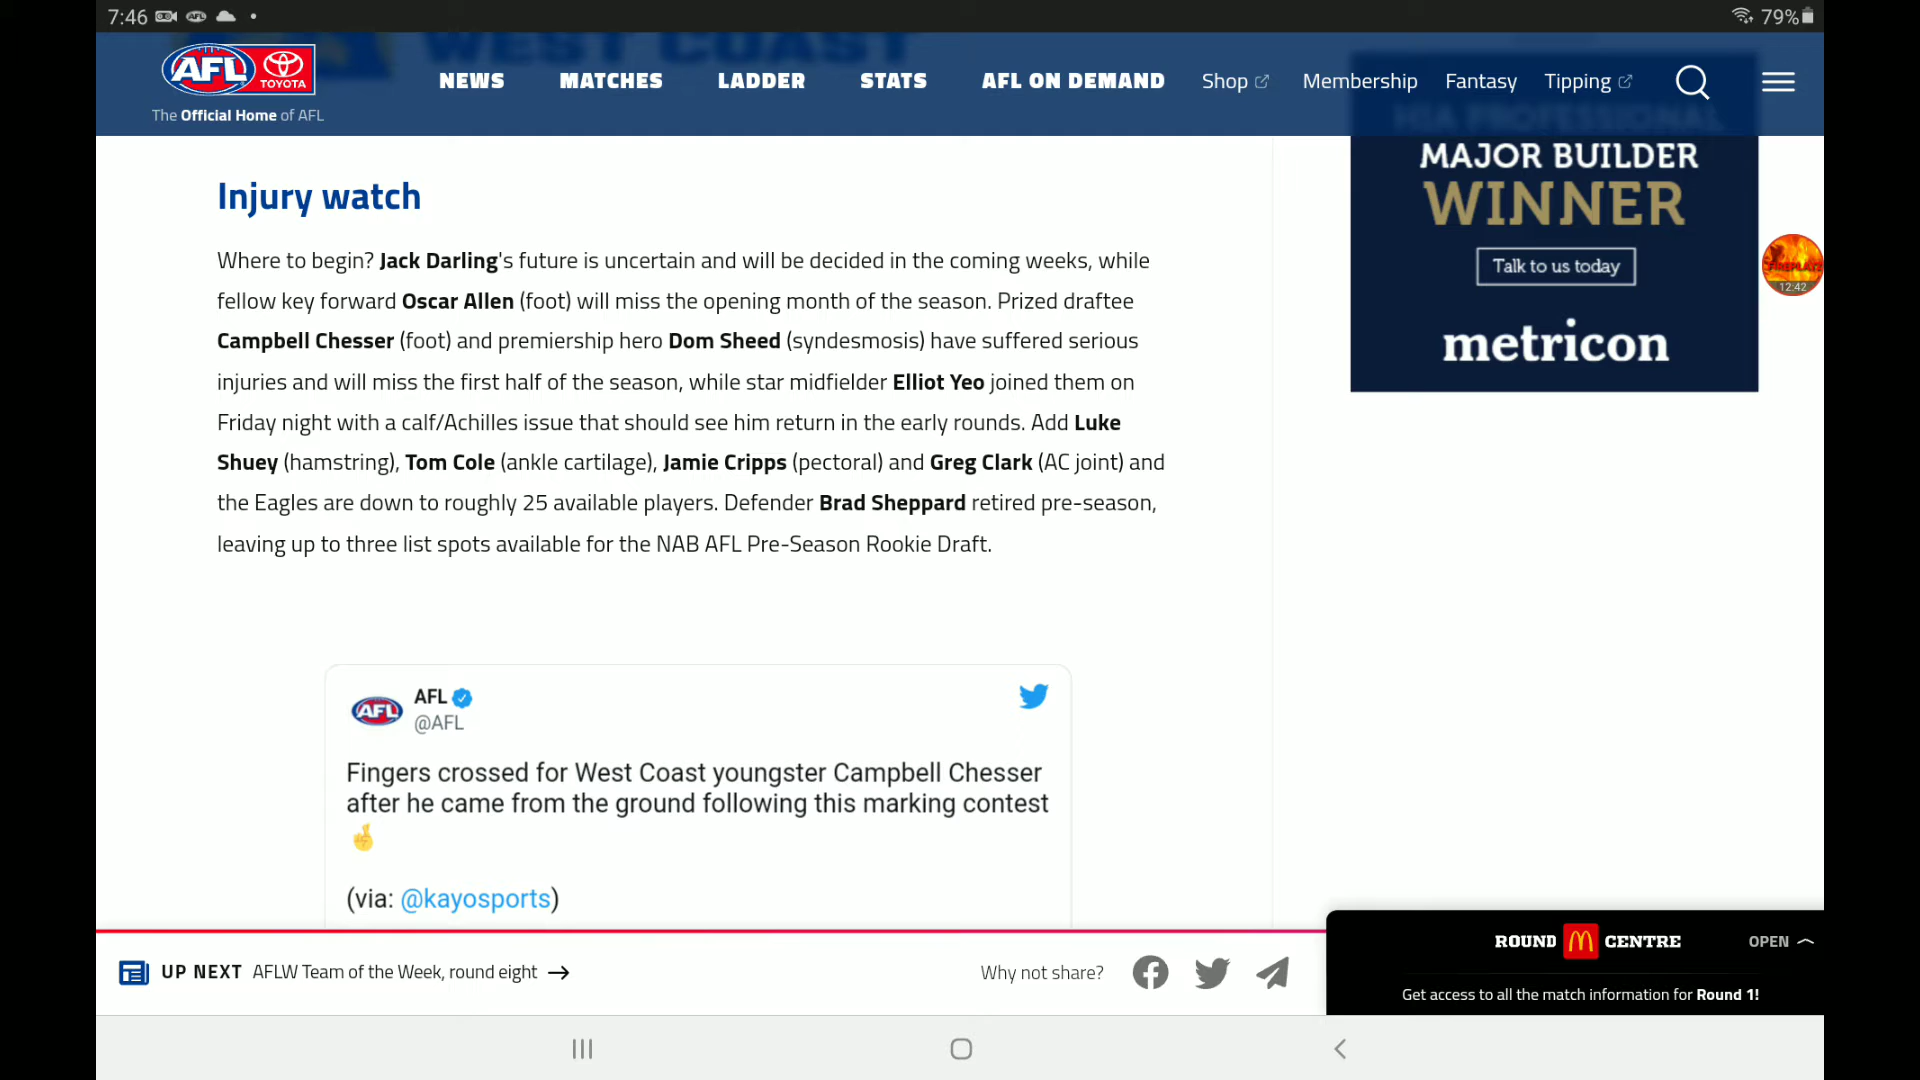 7:46
79%
WEST COAST
AFL TOYOTA
The Official Home of AFL
NEWS MATCHES LADDER STATS AFL ON DEMAND Shop Membership Fantasy Tipping
HIA PROFESSIONAL
MAJOR BUILDER
WINNER
Talk to us today
metricon
12:42
Injury watch
Where to begin? Jack Darling's future is uncertain and will be decided in the coming weeks, while
fellow key forward Oscar Allen (foot) will miss the opening month of the season. Prized draftee
Campbell Chesser (foot) and premiership hero Dom Sheed (syndesmosis) have suffered serious
injuries and will miss the first half of the season, while star midfielder Elliot Yeo joined them on
Friday night with a calf/Achilles issue that should see him return in the early rounds. Add Luke
Shuey (hamstring), Tom Cole (ankle cartilage), Jamie Cripps (pectoral) and Greg Clark (AC joint) and
the Eagles are down to roughly 25 available players. Defender Brad Sheppard retired pre-season,
leaving up to three list spots available for the NAB AFL Pre-Season Rookie Draft.
AFL
AFL
@AFL
Fingers crossed for West Coast youngster Campbell Chesser
after he came from the ground following this marking contest
🤞
(via: @kayosports)
UP NEXT AFLW Team of the Week, round eight →
Why not share?
ROUND CENTRE OPEN
Get access to all the match information for Round 1!